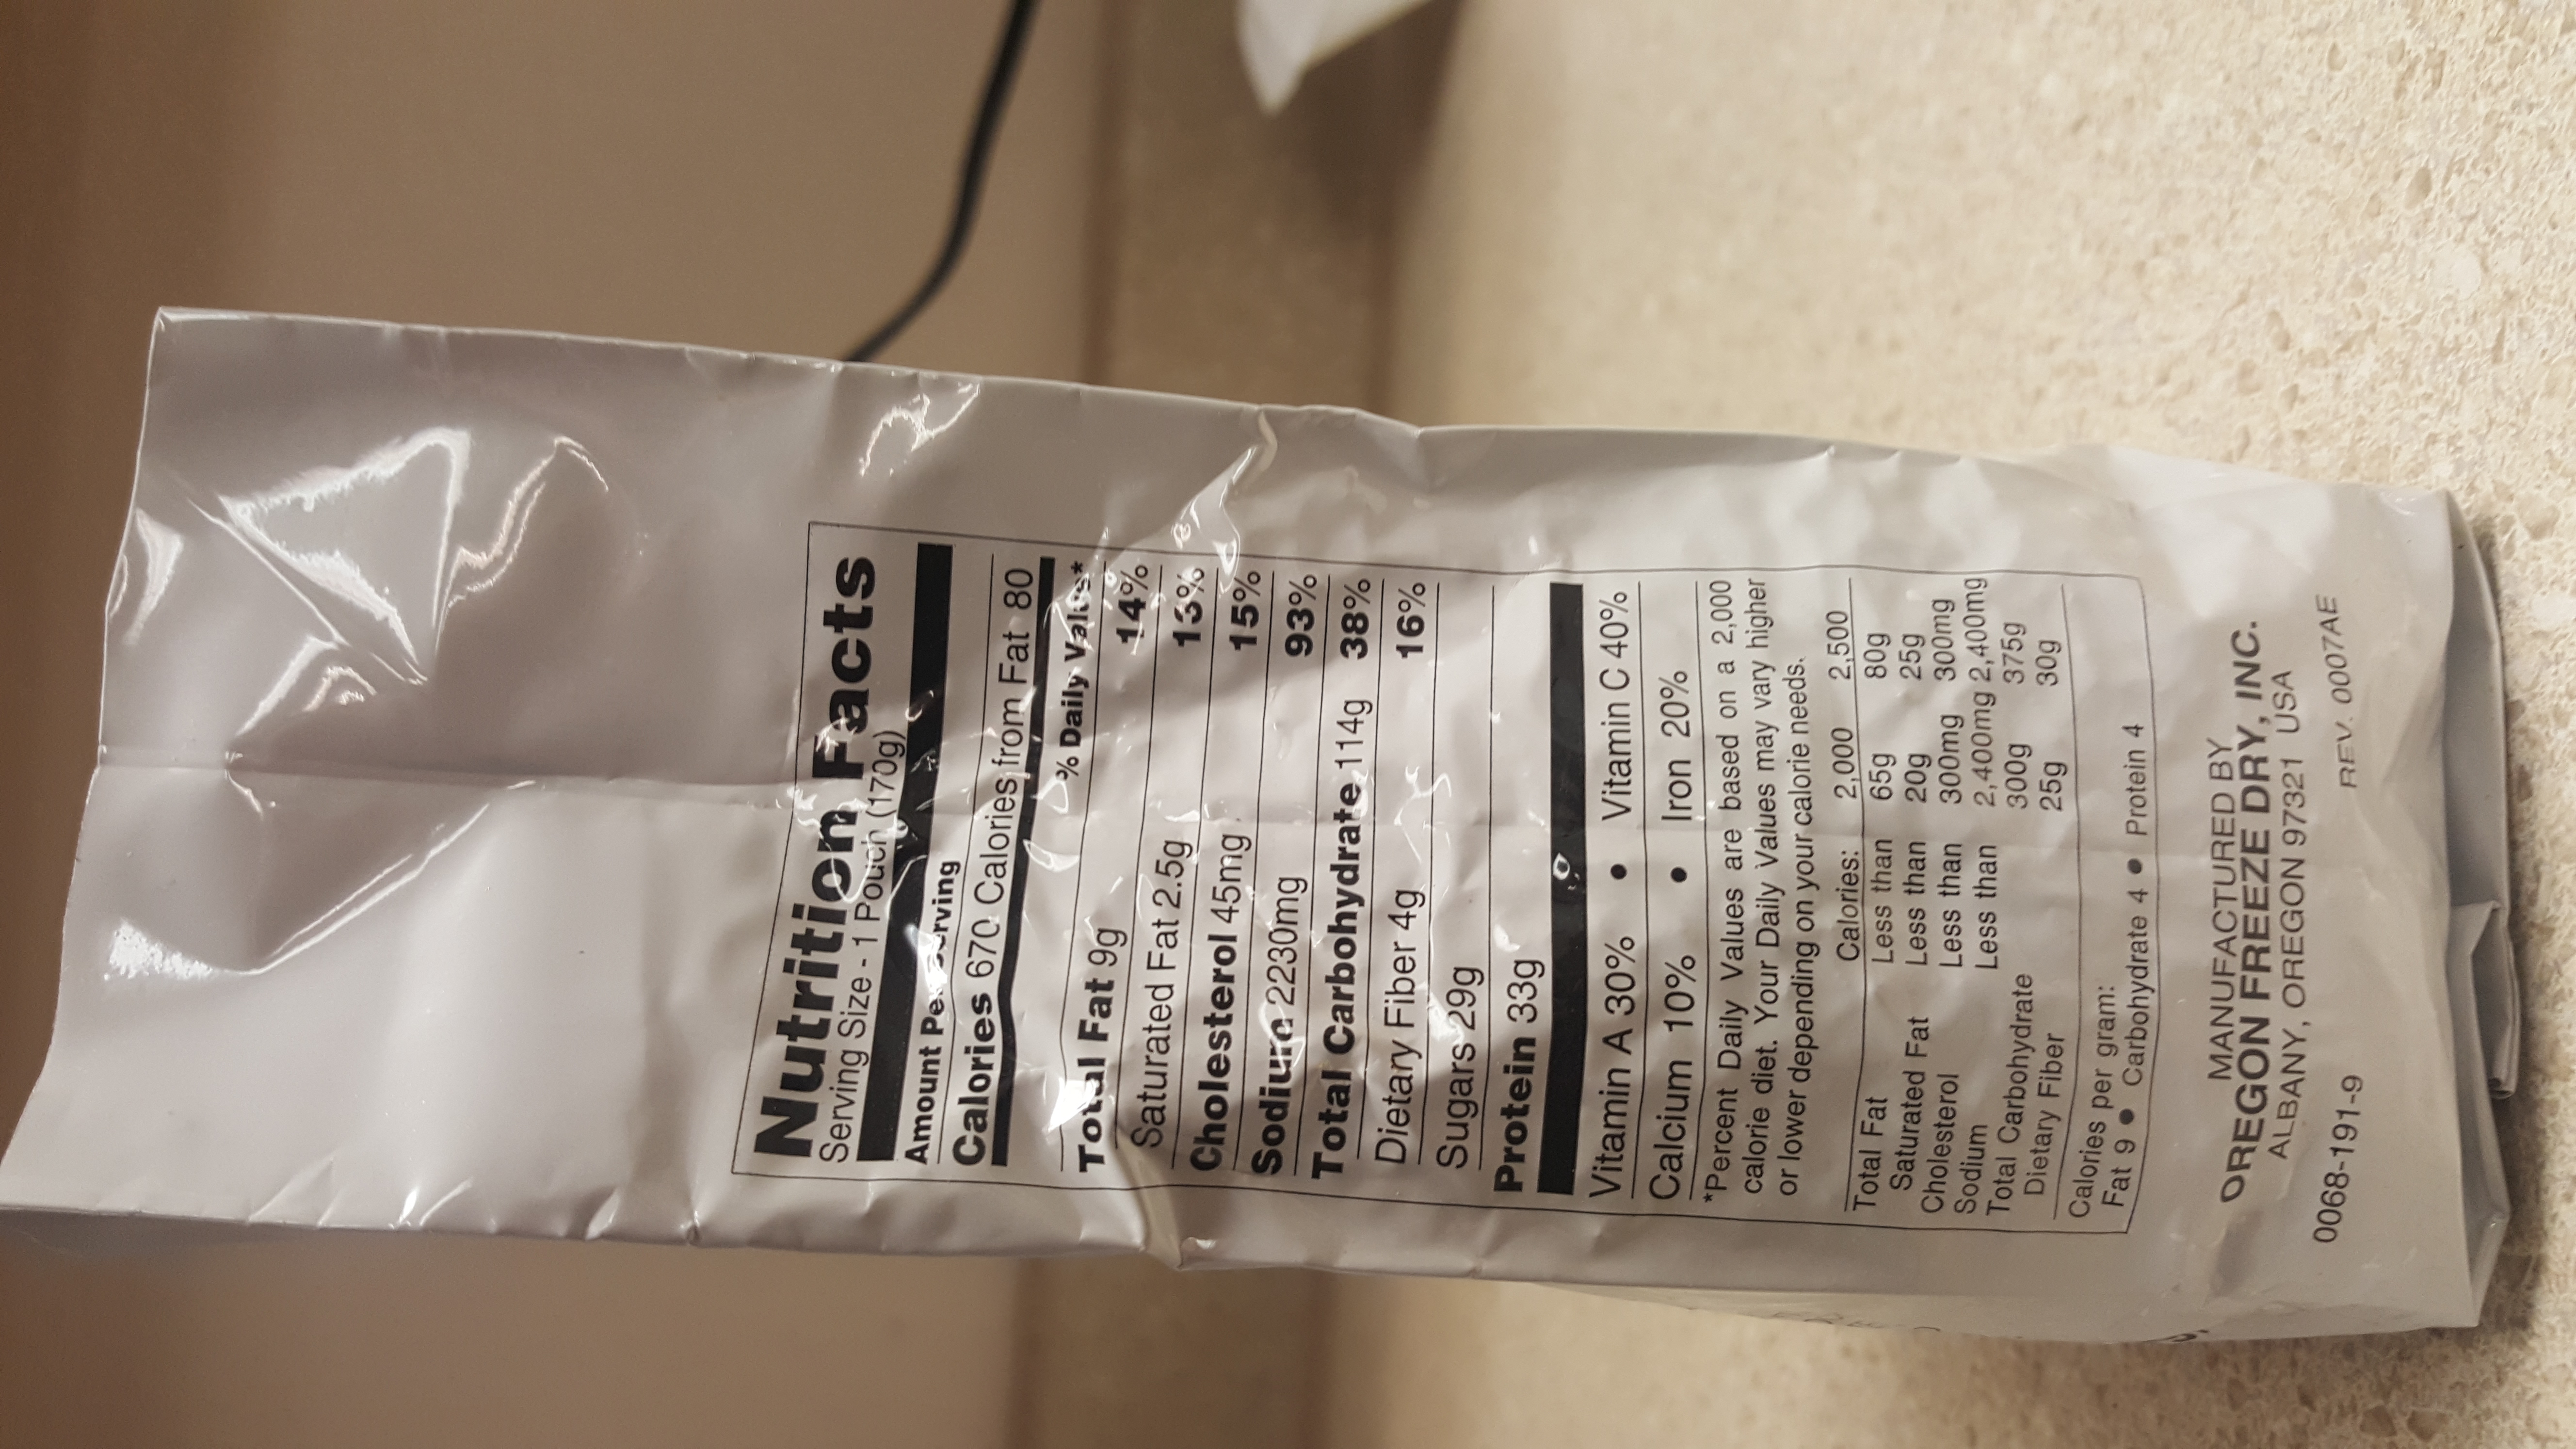 Nutrition Facts
Serving Size - 1 Pouch (170g)
Amount Per Serving
Calories 670 Calories from Fat 80
% Daily Value*
Total Fat 9g 14%
Saturated Fat 2.5g 13%
Cholesterol 45mg 15%
Sodium 2230mg 93%
Total Carbohydrate 114g 38%
Dietary Fiber 4g 16%
Sugars 29g
Protein 33g
Vitamin A 30% • Vitamin C 40%
Calcium 10% • Iron 20%
*Percent Daily Values are based on a 2,000
calorie diet. Your Daily Values may vary higher
or lower depending on your calorie needs.
Calories: 2,000 2,500
Total Fat Less than 65g 80g
Saturated Fat Less than 20g 25g
Cholesterol Less than 300mg 300mg
Sodium Less than 2,400mg 2,400mg
Total Carbohydrate 300g 375g
Dietary Fiber 25g 30g
Calories per gram:
Fat 9 • Carbohydrate 4 • Protein 4
MANUFACTURED BY
OREGON FREEZE DRY, INC.
ALBANY, OREGON 97321 USA
0068-1191-9 REV. 0007AE